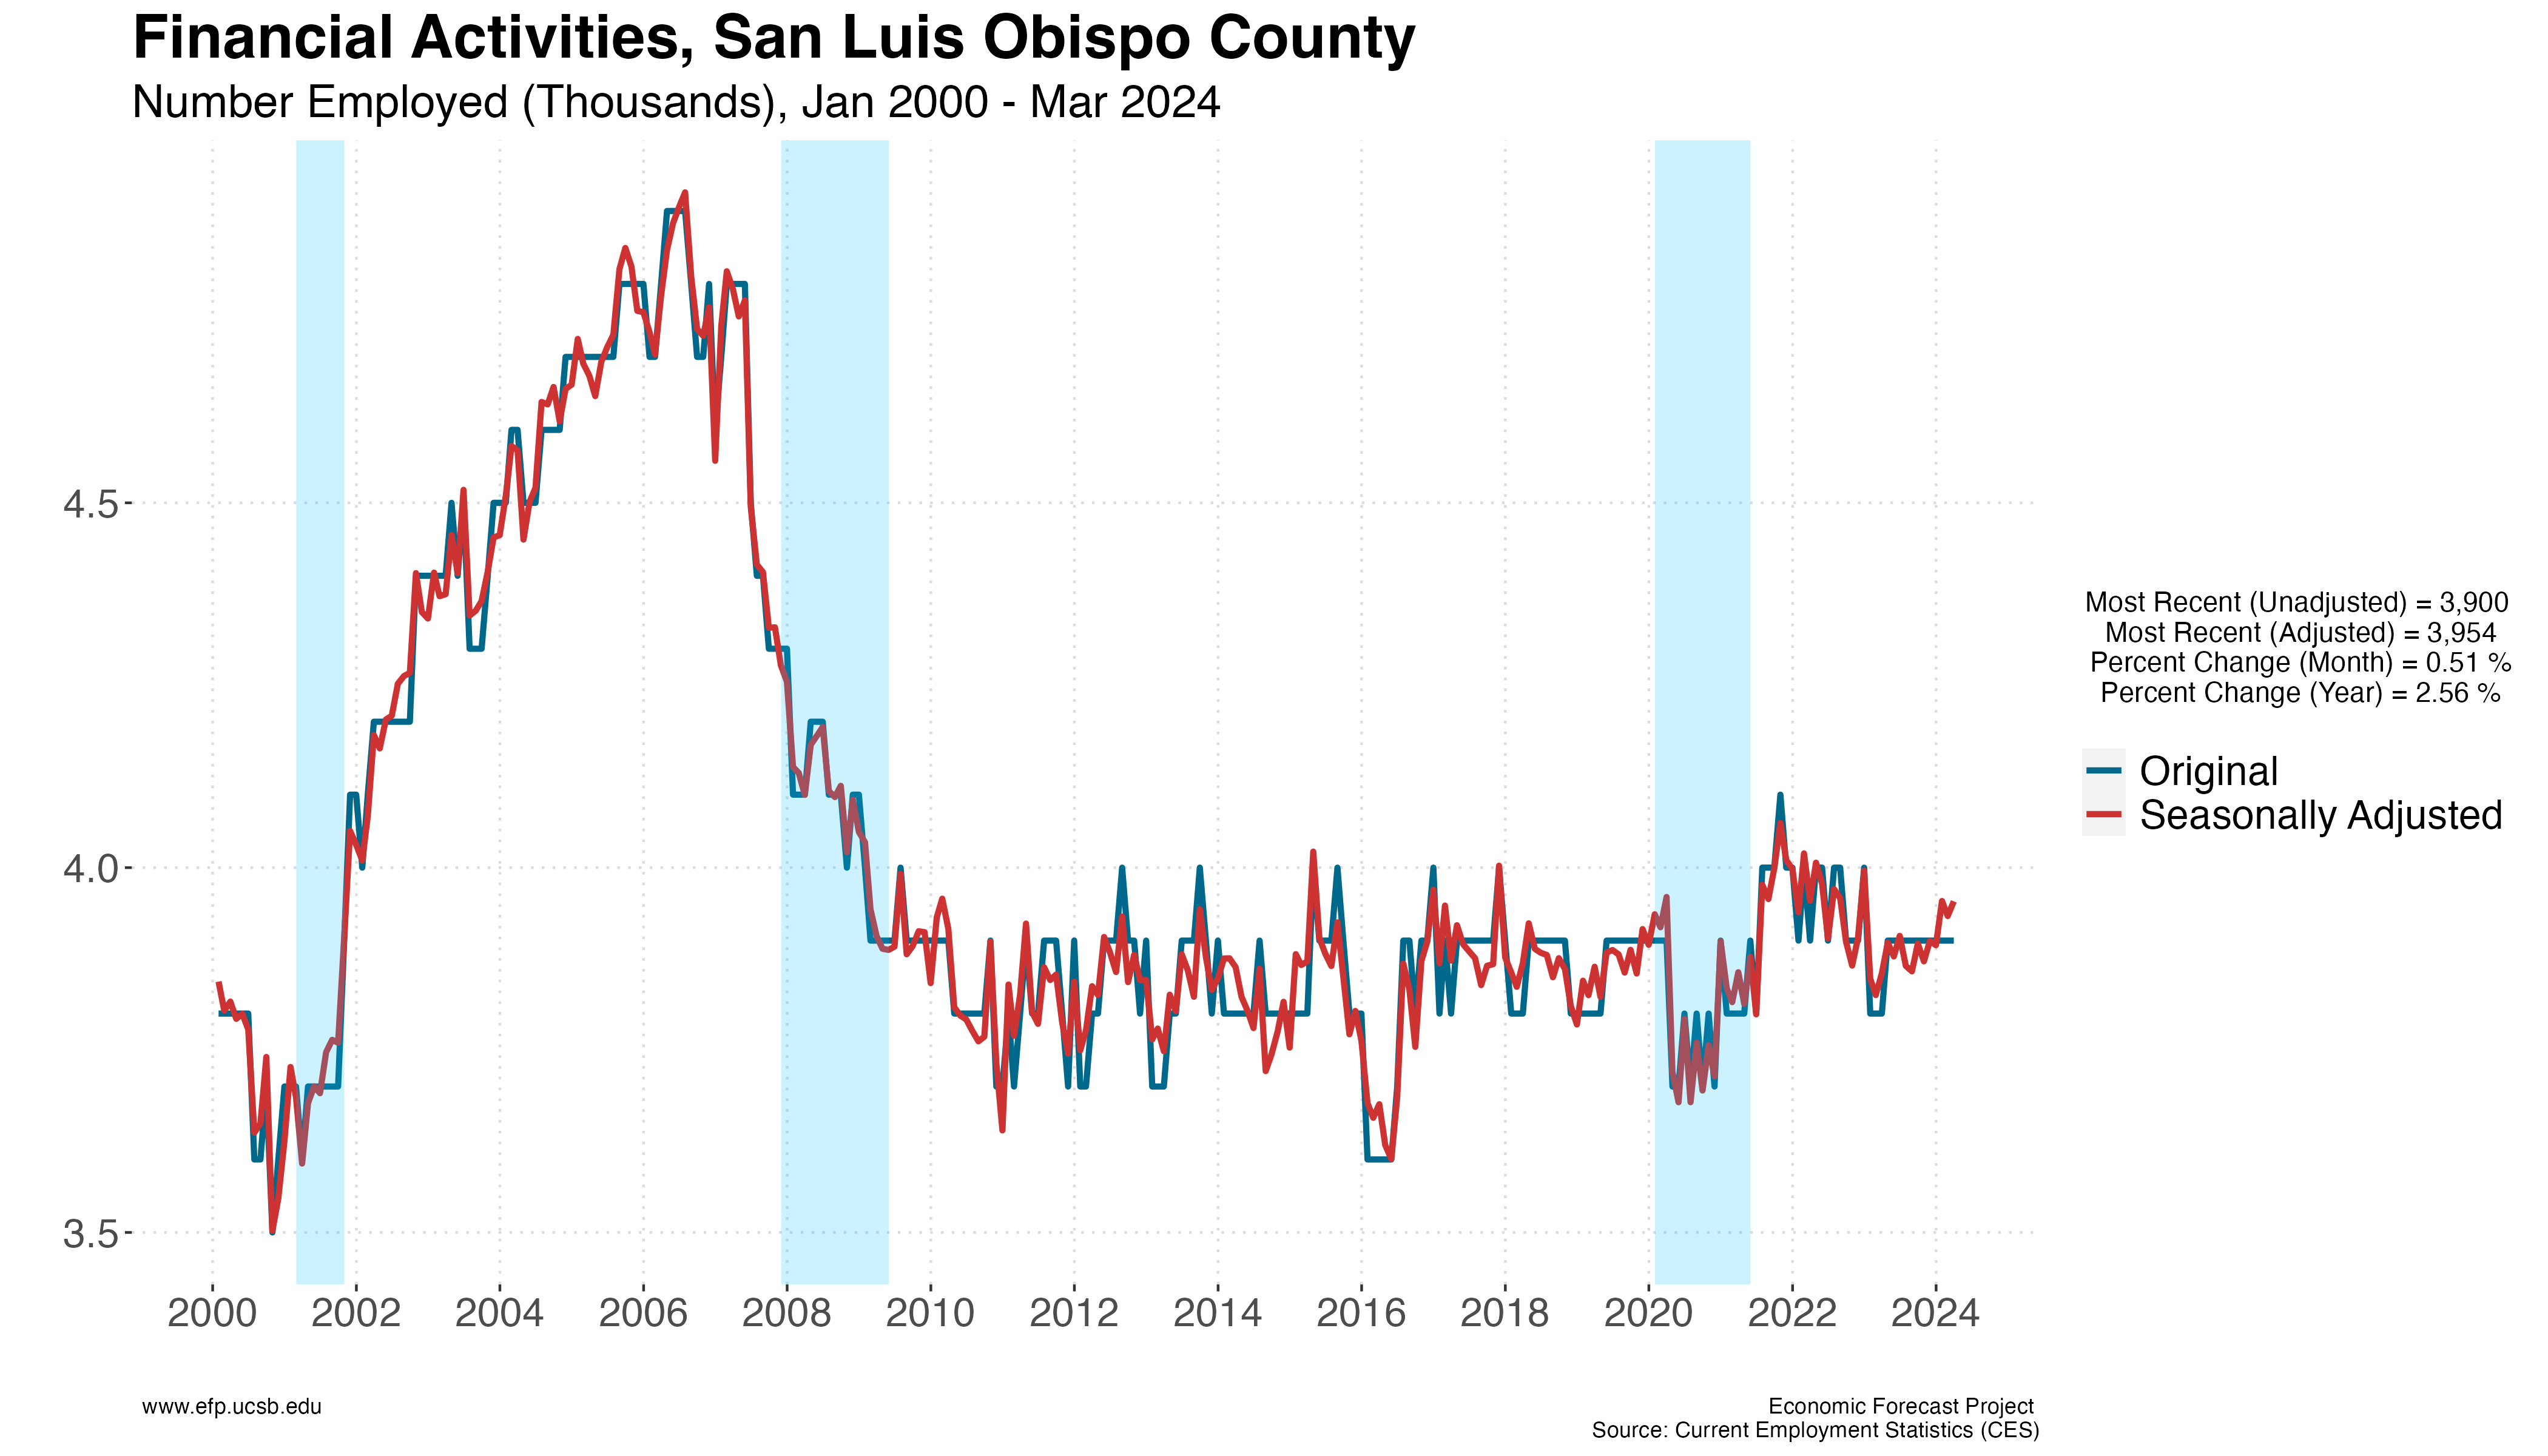 Financial Activities, San Luis Obispo County
Number Employed (Thousands), Jan 2000 - Mar 2024
4.5
4.0
3.5
2000 2002 2004 2006 2008 2010 2012 2014 2016 2018 2020 2022 2024
Most Recent (Unadjusted) = 3,900
Most Recent (Adjusted) = 3,954
Percent Change (Month) = 0.51 %
Percent Change (Year) = 2.56 %
Original
Seasonally Adjusted
www.efp.ucsb.edu
Economic Forecast Project
Source: Current Employment Statistics (CES)